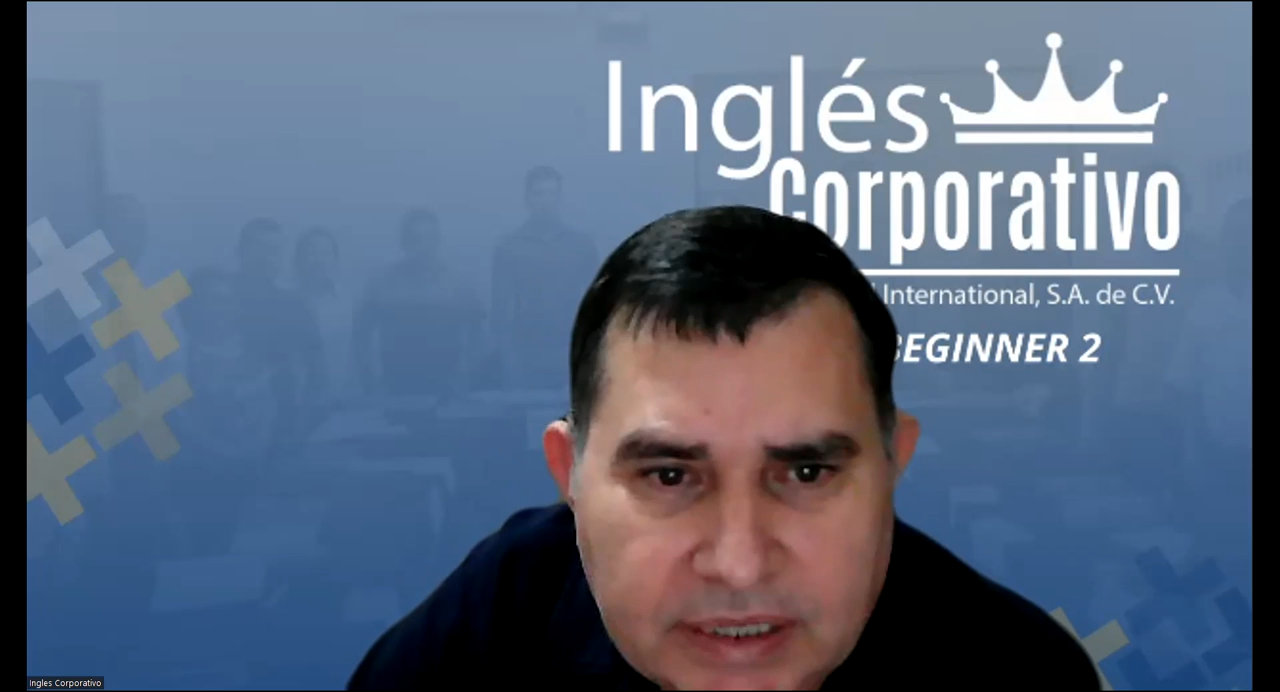 Inglés
Corporativo
International, S.A. de C.V.
BEGINNER 2
Ingles Corporativo